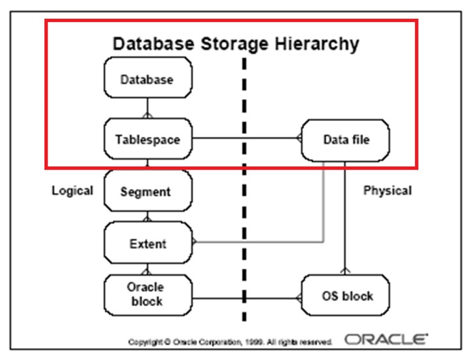 Database Storage Hierarchy
Database
Tablespace
Data file
Logical
Segment
Physical
Extent
Oracle
block
OS block
Copyright © Oracle Corporation, 1999. All rights reserved.
ORACLE